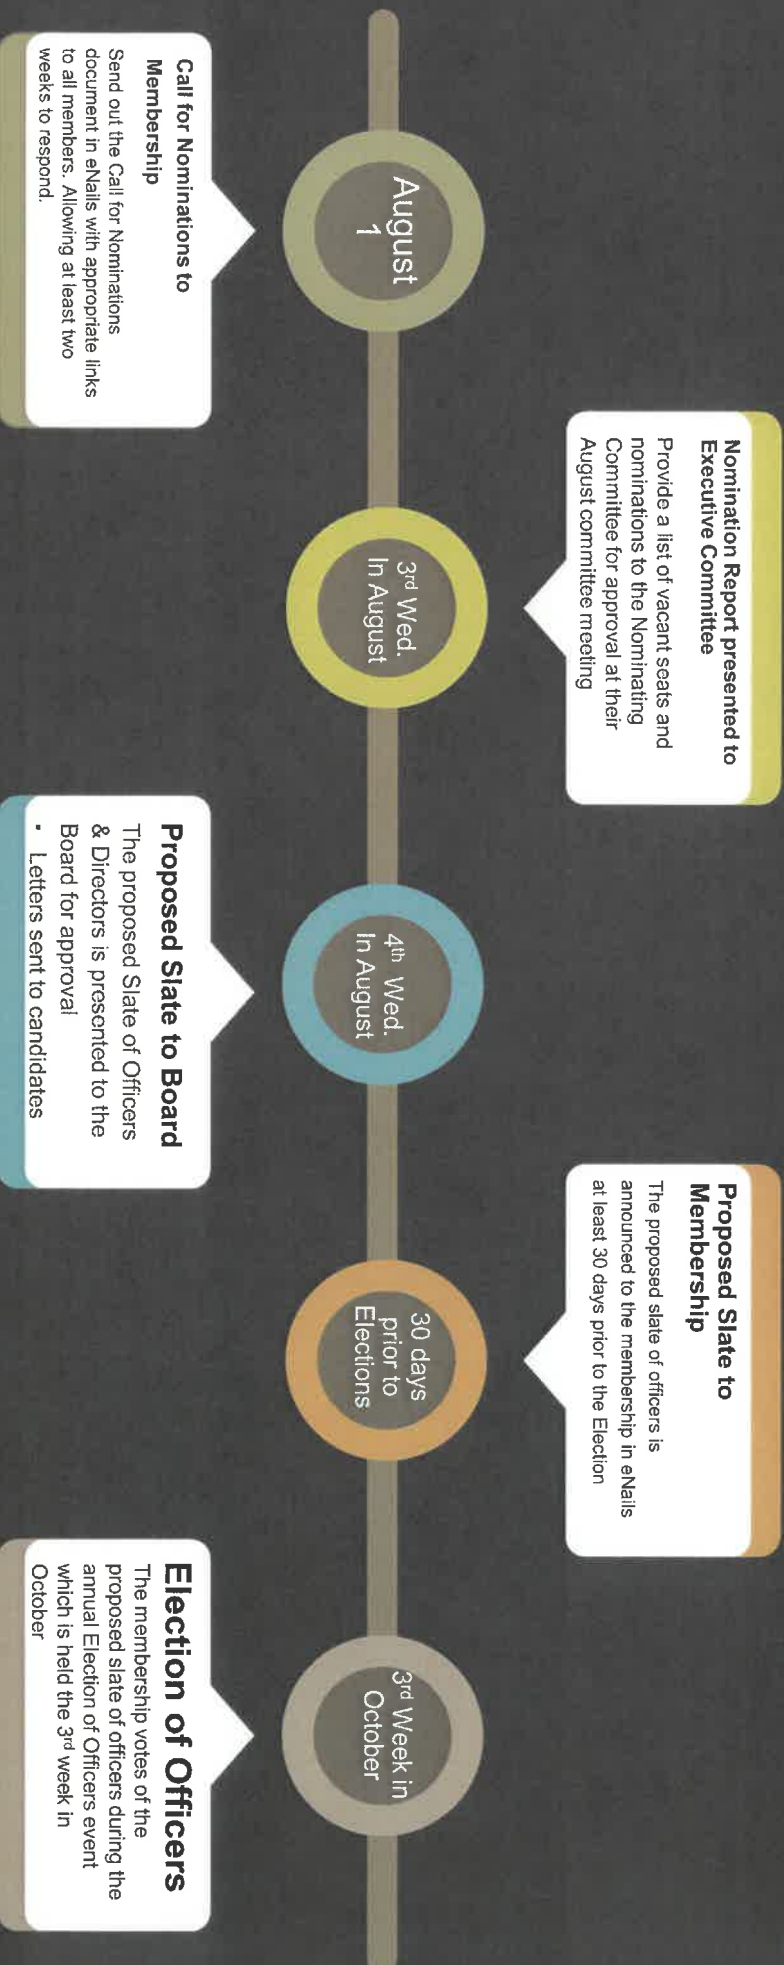 August
1
Call for Nominations to
Membership
Send out the Call for Nominations
document in eNails with appropriate links
to all members. Allowing at least two
weeks to respond.
3rd Wed.
In August
Nomination Report presented to
Executive Committee
Provide a list of vacant seats and
nominations to the Nominating
Committee for approval at their
August committee meeting
4th Wed.
In August
Proposed Slate to Board
The proposed Slate of Officers
& Directors is presented to the
Board for approval
• Letters sent to candidates
30 days
prior to
Elections
Proposed Slate to
Membership
The proposed slate of officers is
announced to the membership in eNails
at least 30 days prior to the Election
3rd Week in
October
Election of Officers
The membership votes of the
proposed slate of officers during the
annual Election of Officers event
which is held the 3rd week in
October